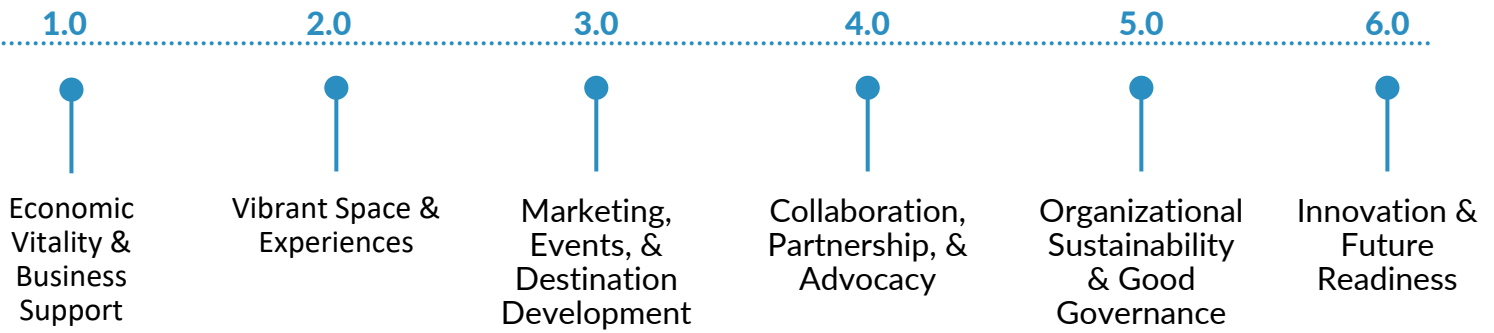 1.0
2.0
3.0
4.0
5.0
6.0
Economic
Vitality &
Business
Support
Vibrant Space &
Experiences
Marketing,
Events, &
Destination
Development
Collaboration,
Partnership, &
Advocacy
Organizational
Sustainability
& Good
Governance
Innovation &
Future
Readiness